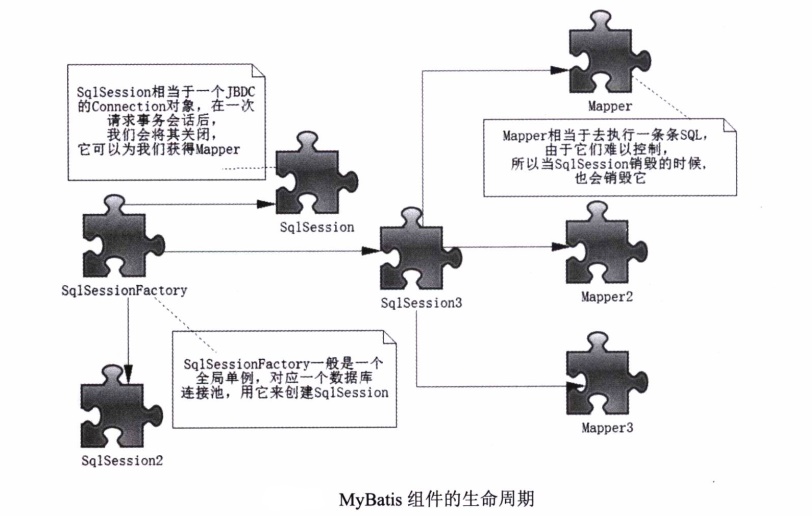 SqlSession相当于一个JBDC
的Connection对象，在一次
请求事务会话后，
我们会将其关闭，
它可以为我们获得Mapper
Mapper
Mapper相当于去执行一条条SQL，
由于它们难以控制，
所以当SqlSession销毁的时候，
也会销毁它
SqlSession
SqlSessionFactory
SqlSession3
Mapper2
SqlSessionFactory一般是一个
全局单例，对应一个数据库
连接池，用它来创建SqlSession
Mapper3
SqlSession2
MyBatis 组件的生命周期